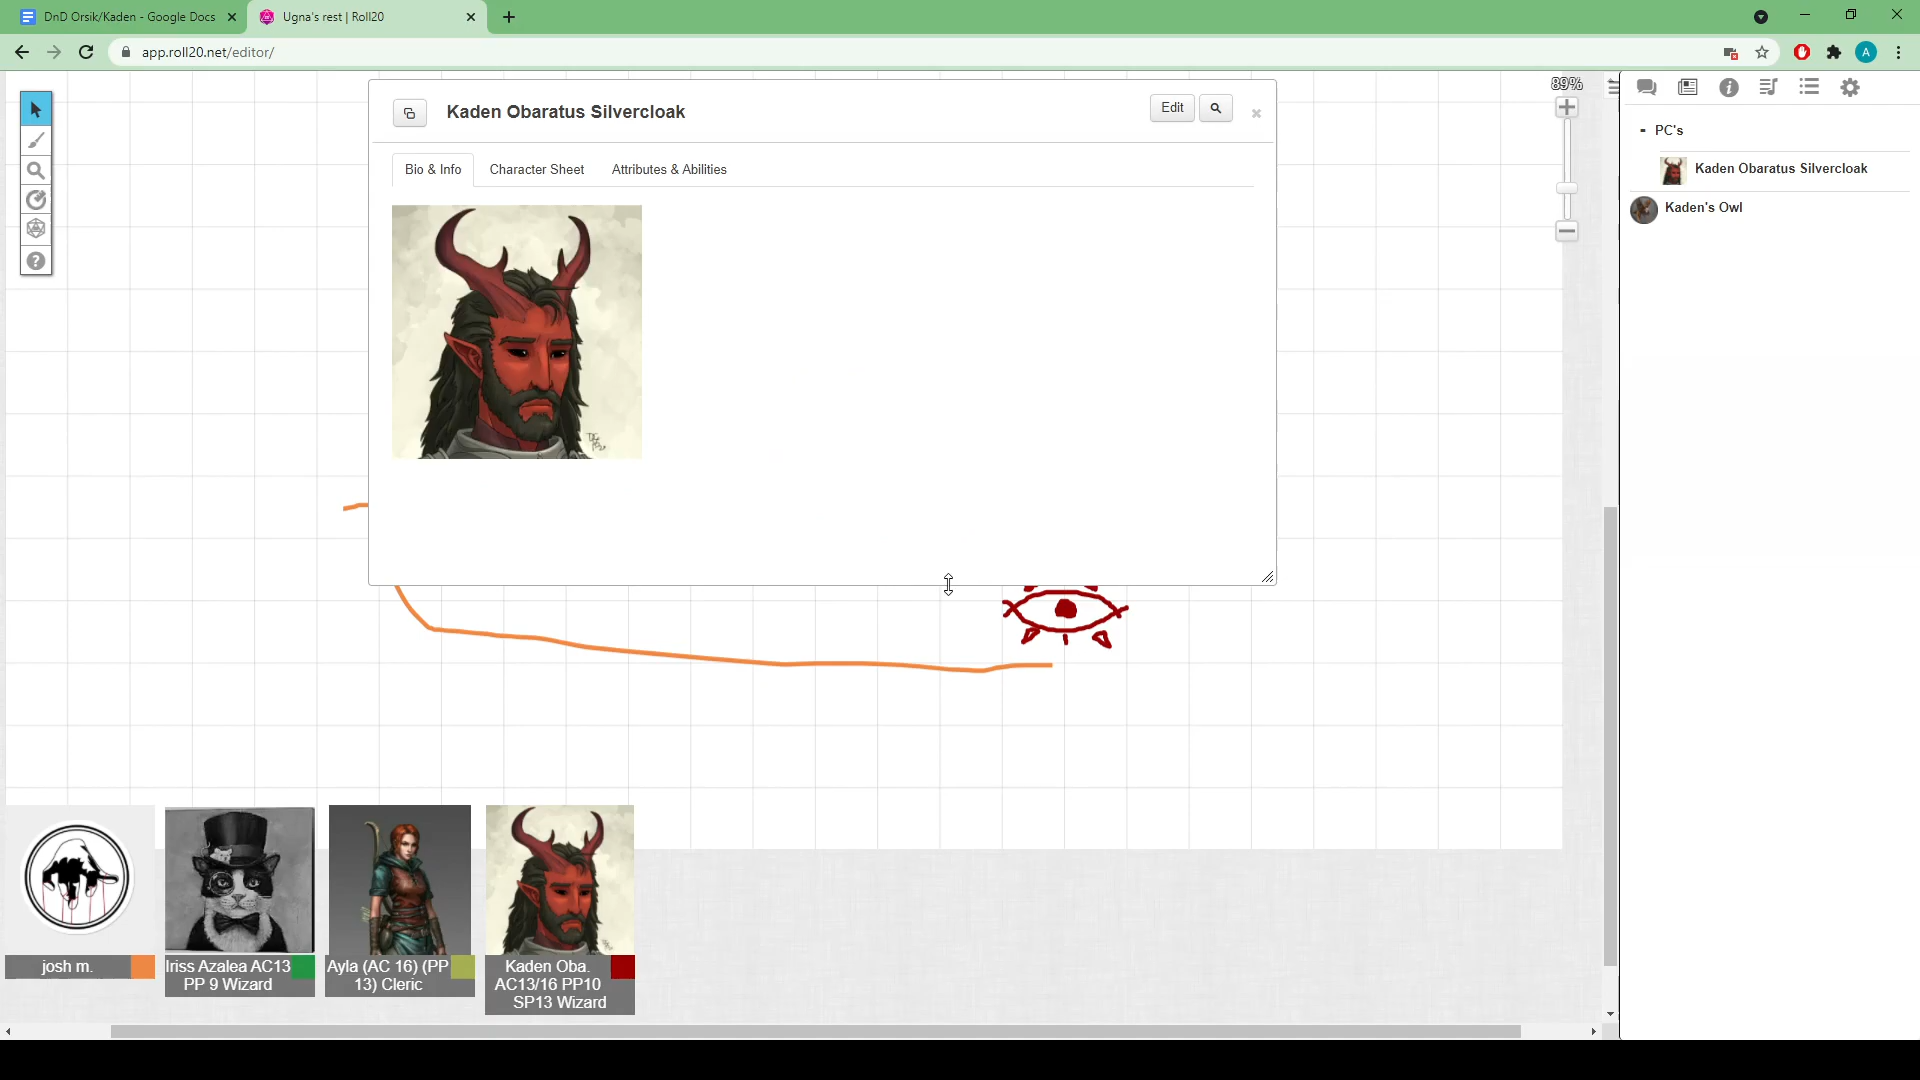 DnD Orsik/Kaden - Google Docs
Ugna's rest | Roll20
app.roll20.net/editor/
A
89%
Kaden Obaratus Silvercloak
Edit
Bio & Info
Character Sheet
Attributes & Abilities
- PC's
Kaden Obaratus Silvercloak
Kaden's Owl
josh m.
Iriss Azalea AC13
PP 9 Wizard
Ayla (AC 16) (PP
13) Cleric
Kaden Oba.
AC13/16 PP10
SP13 Wizard